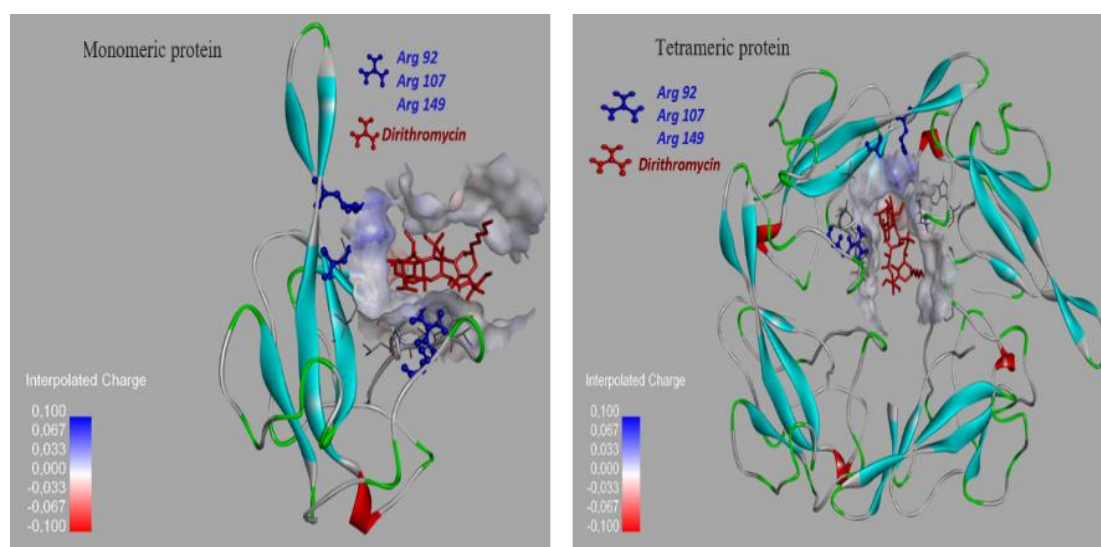 Monomeric protein
Arg 92
Arg 107
Arg 149
Dirithromycin
Interpolated Charge
0,100
0,067
0,033
0,000
-0,033
-0,067
-0,100
Tetrameric protein
Arg 92
Arg 107
Arg 149
Dirithromycin
Interpolated Charge
0,100
0,067
0,033
0,000
-0,033
-0,067
-0,100